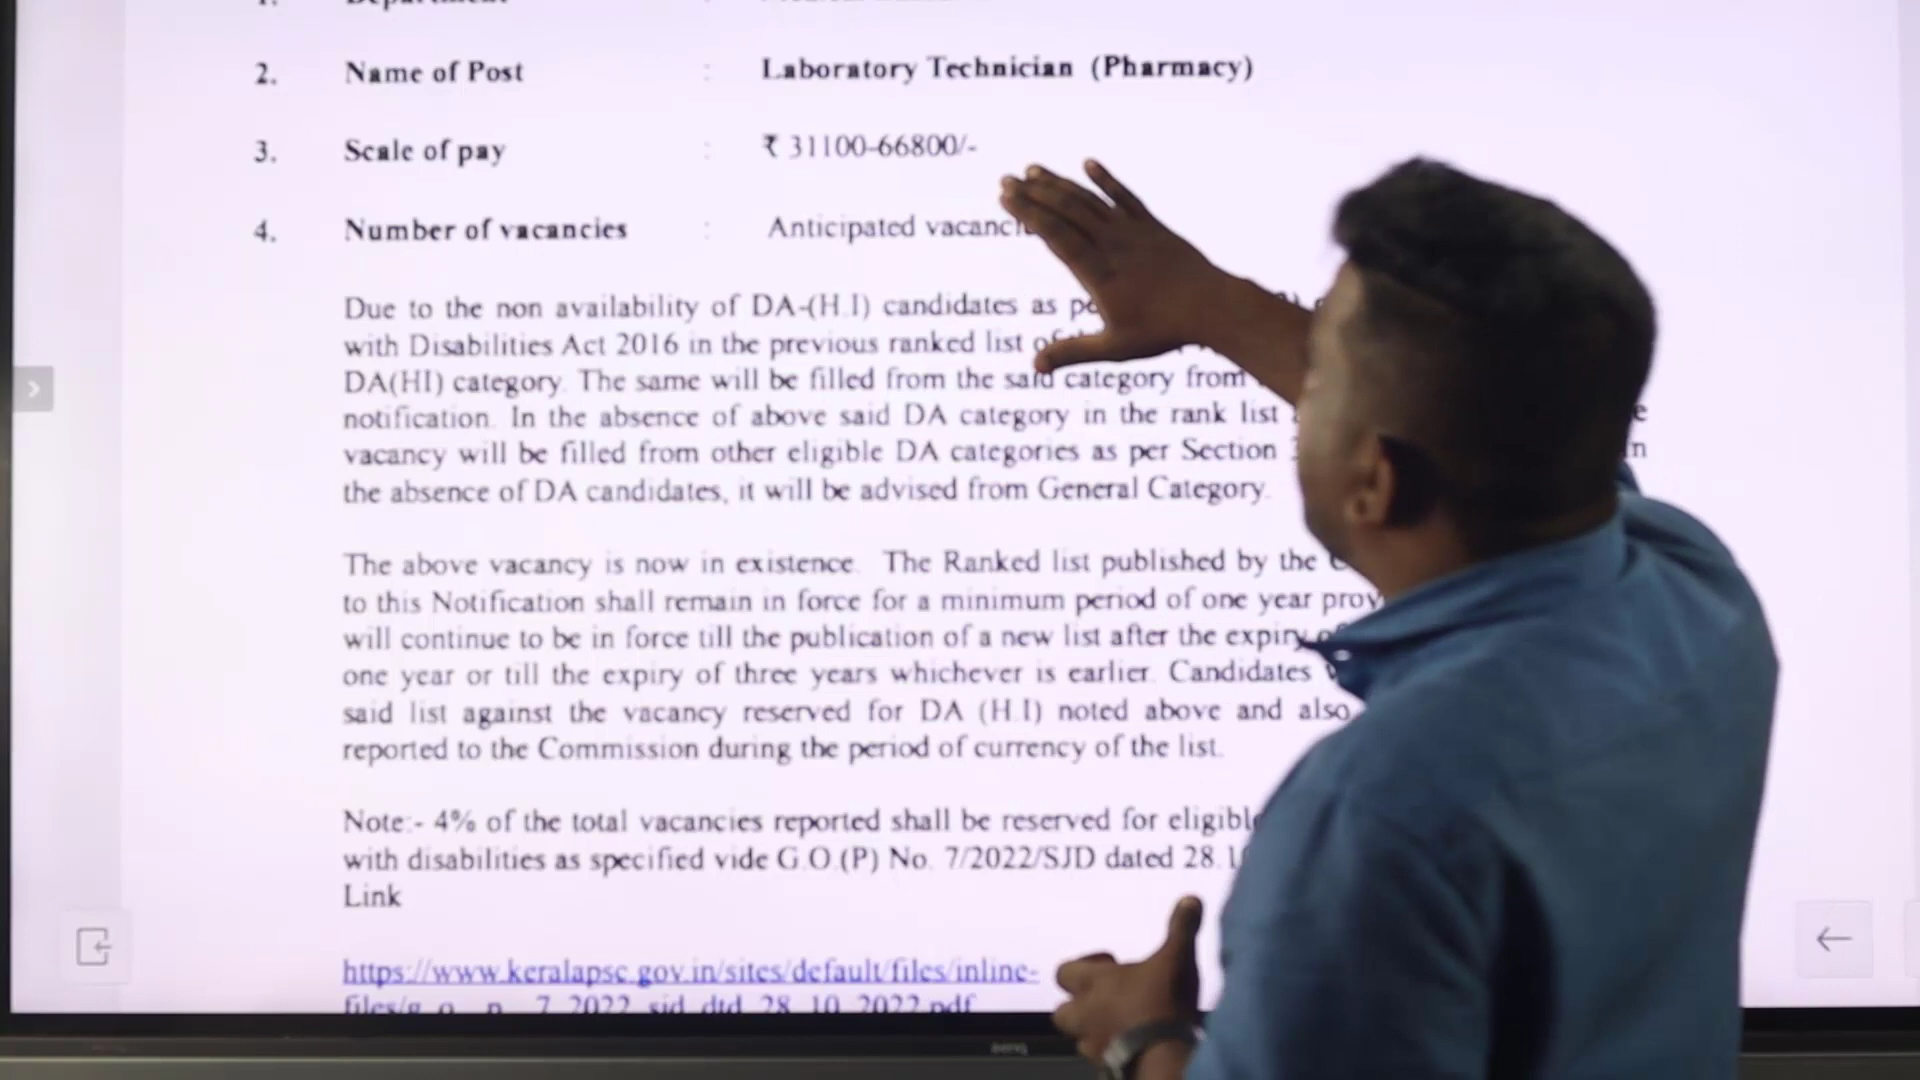 2. Name of Post : Laboratory Technician (Pharmacy)
3. Scale of pay : ₹ 31100-66800/-
4. Number of vacancies : Anticipated
Due to the non availability of DA-(H.I) candidates as
with Disabilities Act 2016 in the previous ranked list
DA(HI) category. The same will be filled from the said category from
notification. In the absence of above said DA category in the rank list
vacancy will be filled from other eligible DA categories as per Section
the absence of DA candidates, it will be advised from General Category.
The above vacancy is now in existence. The Ranked list published by the
to this Notification shall remain in force for a minimum period of one year
will continue to be in force till the publication of a new list after the expiry
one year or till the expiry of three years whichever is earlier. Candidates
said list against the vacancy reserved for DA (H.I) noted above and also
reported to the Commission during the period of currency of the list.
Note:- 4% of the total vacancies reported shall be reserved for
with disabilities as specified vide G.O.(P) No. 7/2022/SJD dated
Link
https://www.keralapsc.gov.in/sites/default/files/inline-
files/g_o_p_7_2022_sjd_dtd_28_10_2022.pdf
BenQ